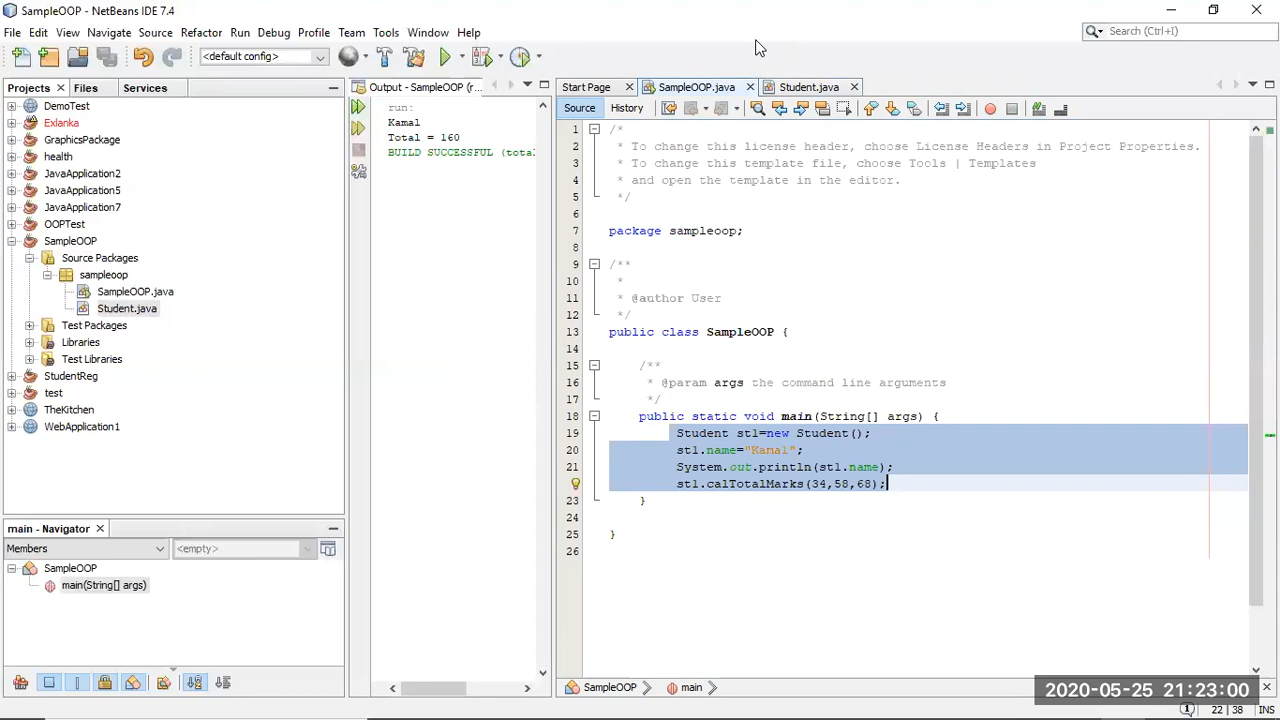 SampleOOP - NetBeans IDE 7.4
File Edit View Navigate Source Refactor Run Debug Profile Team Tools Window Help
Search (Ctrl+I)
<default config>
Projects Files Services
DemoTest
Exlanka
GraphicsPackage
health
JavaApplication2
JavaApplication5
JavaApplication7
OOPTest
SampleOOP
Source Packages
sampleoop
SampleOOP.java
Student.java
Test Packages
Libraries
Test Libraries
StudentReg
test
TheKitchen
WebApplication1
main - Navigator
Members <empty>
SampleOOP
main(String[] args)
Output - SampleOOP (r...
run:
Kamal
Total = 160
BUILD SUCCESSFUL (tota
Start Page SampleOOP.java Student.java
Source History
1 /*
2 * To change this license header, choose License Headers in Project Properties.
3 * To change this template file, choose Tools | Templates
4 * and open the template in the editor.
5 */
6
7 package sampleoop;
8
9 /**
10 *
11 * @author User
12 */
13 public class SampleOOP {
14
15 /**
16 * @param args the command line arguments
17 */
18 public static void main(String[] args) {
19 Student st1=new Student();
20 st1.name="Kamal";
21 System.out.println(st1.name);
22 st1.calTotalMarks(34,58,68);
23 }
24
25 }
26
SampleOOP main
2020-05-25 21:23:00
1 22 | 38 INS